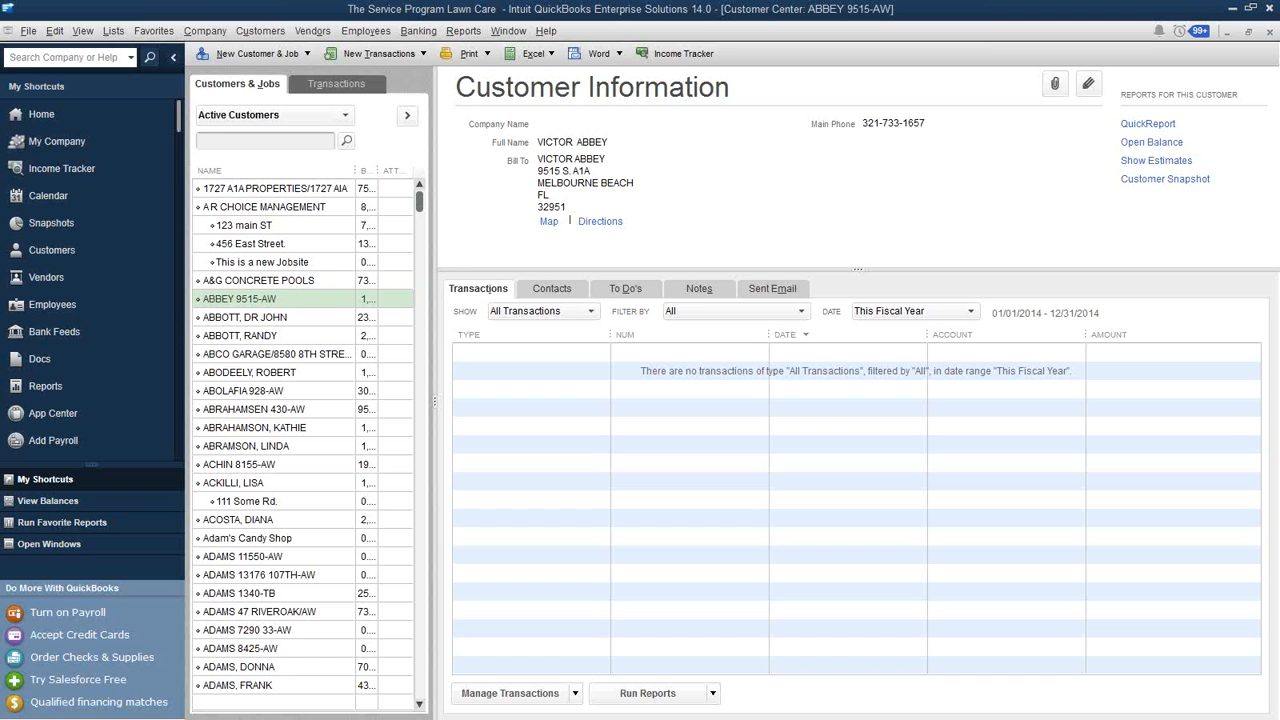 The Service Program Lawn Care - Intuit QuickBooks Enterprise Solutions 14.0 - [Customer Center: ABBEY 9515-AW]
File Edit View Lists Favorites Company Customers Vendors Employees Banking Reports Window Help 99+
Search Company or Help
New Customer & Job New Transactions Print Excel Word Income Tracker
My Shortcuts
Home
My Company
Income Tracker
Calendar
Snapshots
Customers
Vendors
Employees
Bank Feeds
Docs
Reports
App Center
Add Payroll
My Shortcuts
View Balances
Run Favorite Reports
Open Windows
Do More With QuickBooks
Turn on Payroll
Accept Credit Cards
Order Checks & Supplies
Try Salesforce Free
Qualified financing matches
Customers & Jobs Transactions
Active Customers
NAME B... ATT...
1727 A1A PROPERTIES/1727 AIA 75...
A R CHOICE MANAGEMENT 8,...
123 main ST 7,...
456 East Street. 13...
This is a new Jobsite 0....
A&G CONCRETE POOLS 73...
ABBEY 9515-AW 1,...
ABBOTT, DR JOHN 23...
ABBOTT, RANDY 2,...
ABCO GARAGE/8580 8TH STRE... 0....
ABODEELY, ROBERT 1,...
ABOLAFIA 928-AW 30...
ABRAHAMSEN 430-AW 95...
ABRAHAMSON, KATHIE 1,...
ABRAMSON, LINDA 1,...
ACHIN 8155-AW 19...
ACKILLI, LISA 1,...
111 Some Rd. 0....
ACOSTA, DIANA 2,...
Adam's Candy Shop 0....
ADAMS 11550-AW 0....
ADAMS 13176 107TH-AW 0....
ADAMS 1340-TB 25...
ADAMS 47 RIVEROAK/AW 73...
ADAMS 7290 33-AW 0....
ADAMS 8425-AW 0....
ADAMS, DONNA 70...
ADAMS, FRANK 43...
Customer Information
Company Name
Full Name VICTOR ABBEY
Bill To VICTOR ABBEY
9515 S. A1A
MELBOURNE BEACH
FL
32951
Map Directions
Main Phone 321-733-1657
REPORTS FOR THIS CUSTOMER
QuickReport
Open Balance
Show Estimates
Customer Snapshot
Transactions Contacts To Do's Notes Sent Email
SHOW All Transactions FILTER BY All DATE This Fiscal Year 01/01/2014 - 12/31/2014
TYPE NUM DATE ACCOUNT AMOUNT
There are no transactions of type "All Transactions", filtered by "All", in date range "This Fiscal Year".
Manage Transactions Run Reports